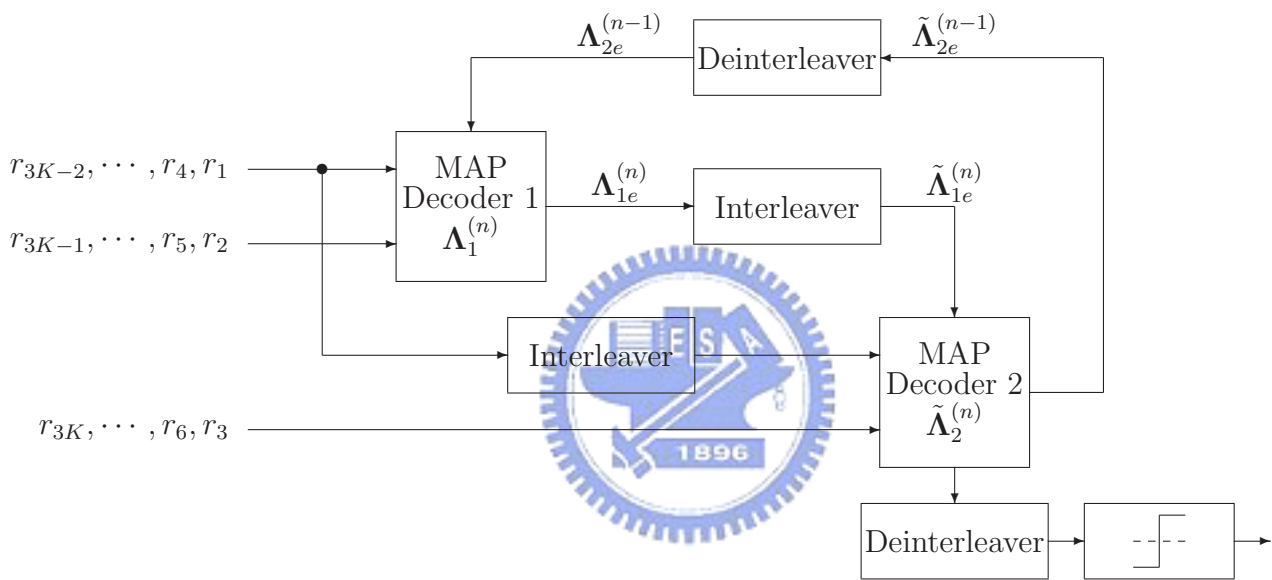 Λ_{2e}^{(n−1)}
Deinterleaver
Λ̃_{2e}^{(n−1)}
r_{3K−2}, ··· , r_4, r_1
MAP
Decoder 1
Λ_1^{(n)}
Λ_{1e}^{(n)}
Interleaver
Λ̃_{1e}^{(n)}
r_{3K−1}, ··· , r_5, r_2
E S A
Interleaver
MAP
Decoder 2
Λ̃_2^{(n)}
r_{3K}, ··· , r_6, r_3
1896
Deinterleaver